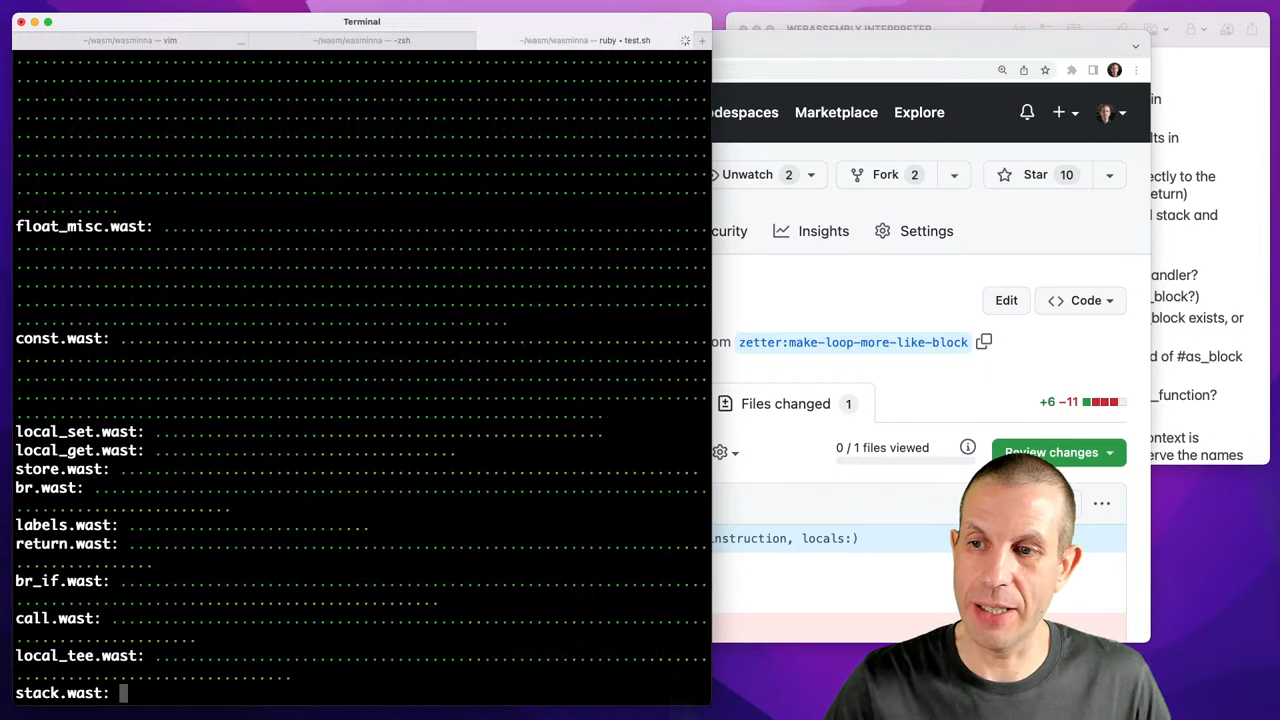 Terminal
~/wasm/wasminna — vim
...
~/wasm/wasminna — -zsh
~/wasm/wasminna — ruby • test.sh
+
float_misc.wast:
const.wast:
local_set.wast:
local_get.wast:
store.wast:
br.wast:
labels.wast:
return.wast:
br_if.wast:
call.wast:
local_tee.wast:
stack.wast:
WEBASSEMBLY INTERPRETER
odespaces Marketplace Explore
Unwatch 2 Fork 2 Star 10
curity Insights Settings
Edit <> Code
om zetter:make-loop-more-like-block
Files changed 1 +6 −11
0 / 1 files viewed Review changes
nstruction, locals:)
in
lts in
ectly to the
eturn)
d stack and
andler?
_block?)
_block exists, or
d of #as_block
_function?
ontext is
erve the names